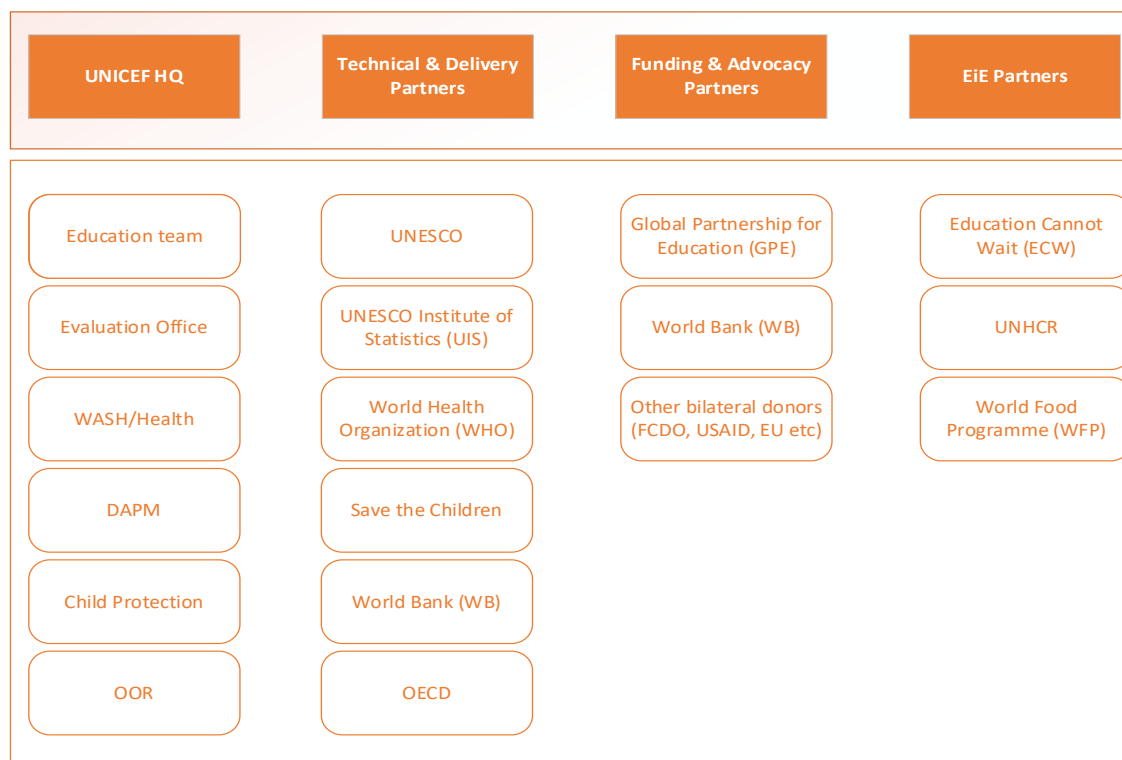 UNICEF HQ
Technical & Delivery
Partners
Funding & Advocacy
Partners
EiE Partners
Education team
Evaluation Office
WASH/Health
DAPM
Child Protection
OOR
UNESCO
UNESCO Institute of
Statistics (UIS)
World Health
Organization (WHO)
Save the Children
World Bank (WB)
OECD
Global Partnership for
Education (GPE)
World Bank (WB)
Other bilateral donors
(FCDO, USAID, EU etc)
Education Cannot
Wait (ECW)
UNHCR
World Food
Programme (WFP)